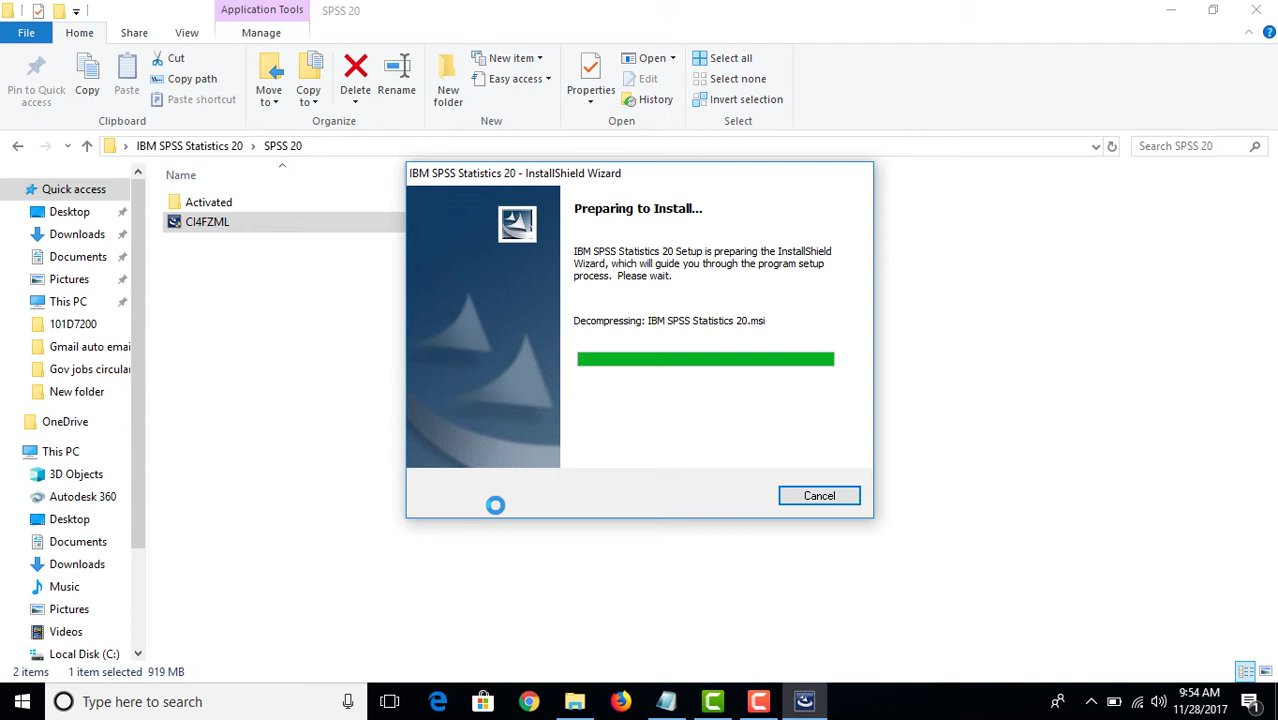 Application Tools
SPSS 20
File
Home
Share
View
Manage
Pin to Quick access
Copy
Paste
Cut
Copy path
Paste shortcut
Clipboard
Move to
Copy to
Delete
Rename
Organize
New folder
New item
Easy access
New
Properties
Open
Edit
History
Open
Select all
Select none
Invert selection
Select
IBM SPSS Statistics 20 > SPSS 20
Search SPSS 20
Name
Activated
CI4FZML
Quick access
Desktop
Downloads
Documents
Pictures
This PC
101D7200
Gmail auto emai
Gov jobs circular
New folder
OneDrive
This PC
3D Objects
Autodesk 360
Desktop
Documents
Downloads
Music
Pictures
Videos
Local Disk (C:)
IBM SPSS Statistics 20 - InstallShield Wizard
Preparing to Install...
IBM SPSS Statistics 20 Setup is preparing the InstallShield
Wizard, which will guide you through the program setup
process. Please wait.
Decompressing: IBM SPSS Statistics 20.msi
Cancel
2 items 1 item selected 919 MB
Type here to search
9:54 AM
11/28/2017
1